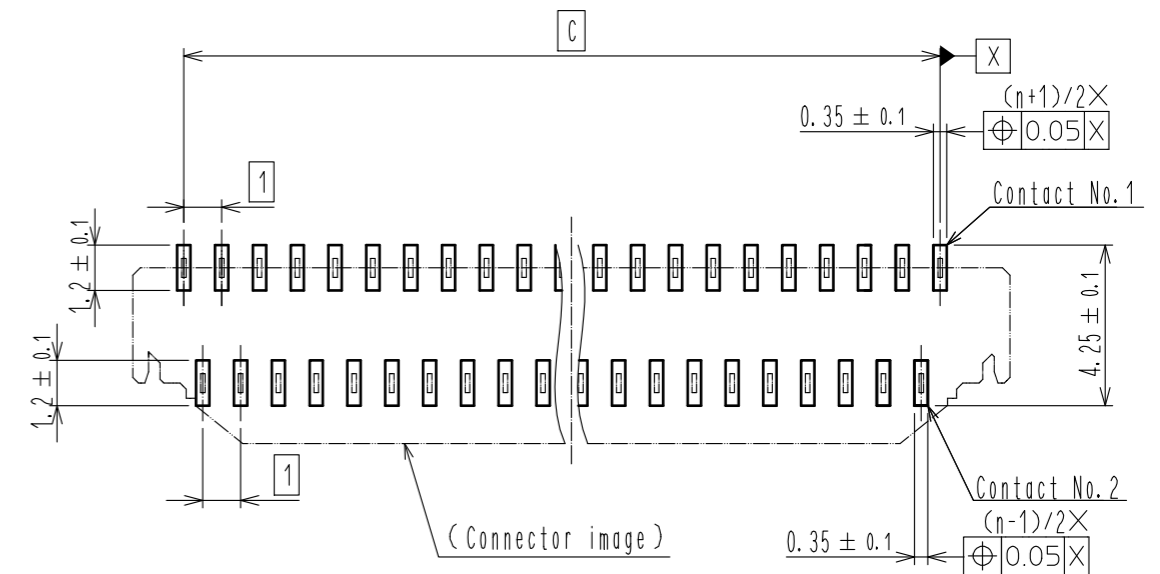 C
X
(n+1)/2X
0.35 ± 0.1
⌖ 0.05 X
1
Contact No.1
1.2 ± 0.1
4.25 ± 0.1
1.2 ± 0.1
1
Contact No.2
(n-1)/2X
(Connector image)
0.35 ± 0.1
⌖ 0.05 X